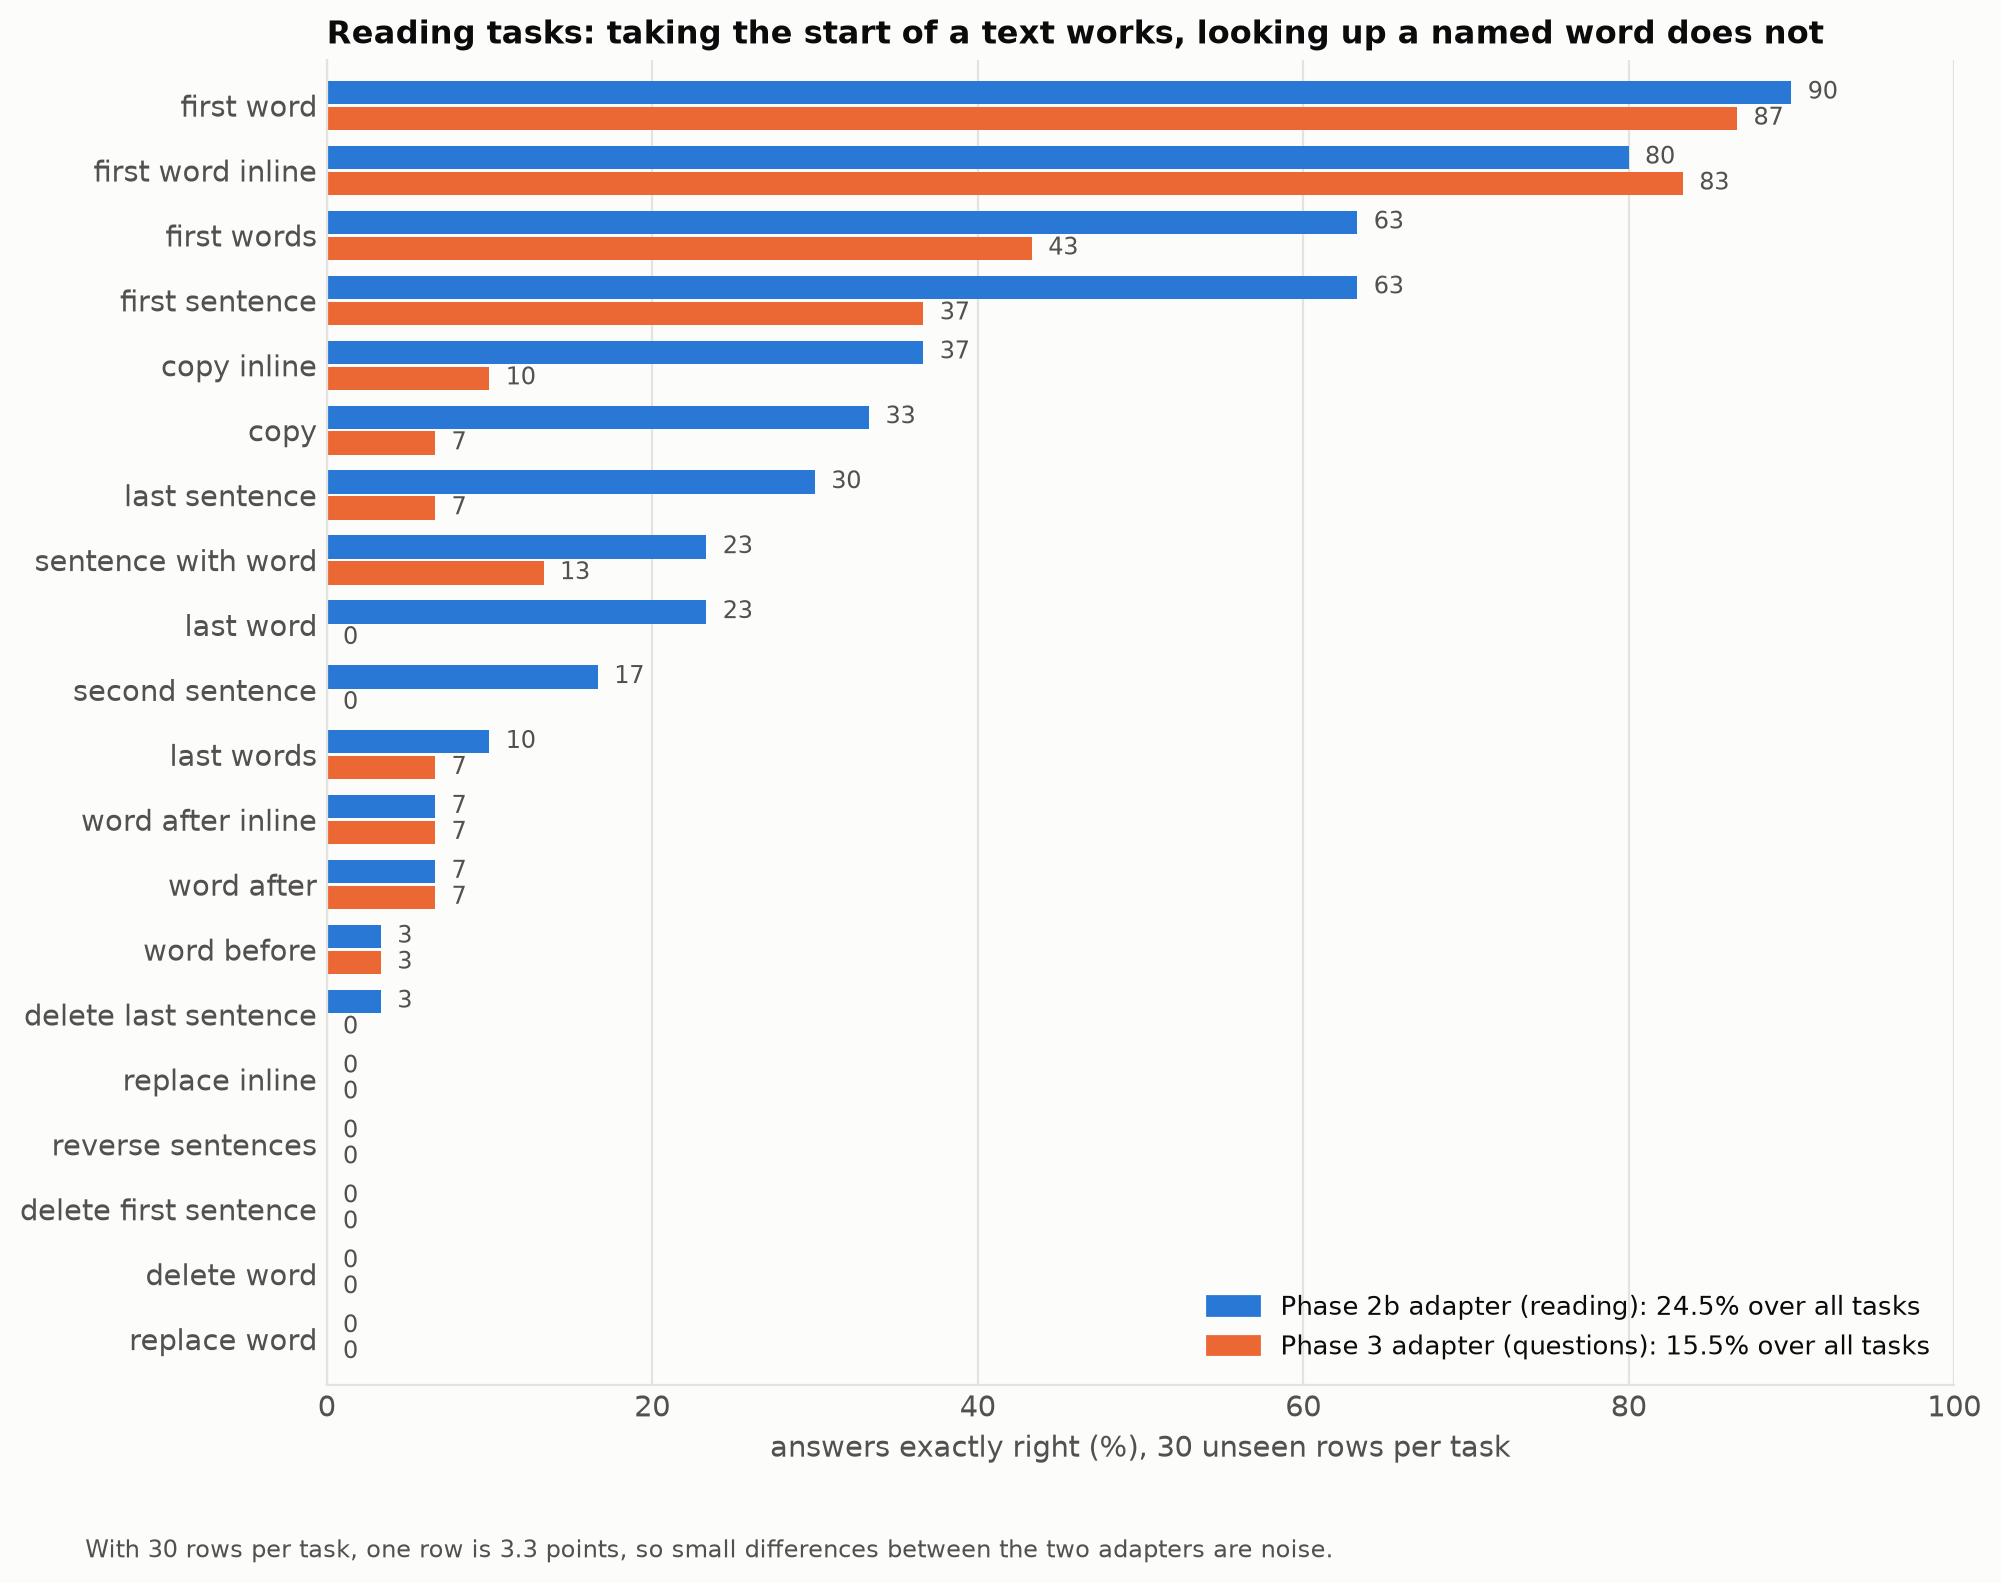 Reading tasks: taking the start of a text works, looking up a named word does not
first word 90
87
first word inline 80
83
first words 63
43
first sentence 63
37
copy inline 37
10
copy 33
7
last sentence 30
7
sentence with word 23
13
last word 23
0
second sentence 17
0
last words 10
7
word after inline 7
7
word after 7
7
word before 3
3
delete last sentence 3
0
replace inline 0
0
reverse sentences 0
0
delete first sentence 0
0
delete word 0
0
replace word 0
0
Phase 2b adapter (reading): 24.5% over all tasks
Phase 3 adapter (questions): 15.5% over all tasks
0 20 40 60 80 100
answers exactly right (%), 30 unseen rows per task
With 30 rows per task, one row is 3.3 points, so small differences between the two adapters are noise.